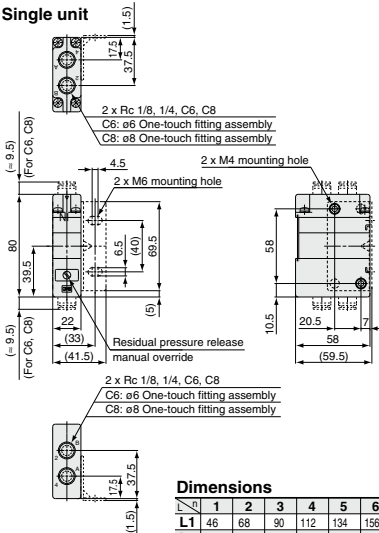 Single unit
(1.5)
17.5
37.5
2 x Rc 1/8, 1/4, C6, C8
C6: ø6 One-touch fitting assembly
C8: ø8 One-touch fitting assembly
(≈ 9.5)
(For C6, C8)
4.5
2 x M4 mounting hole
2 x M6 mounting hole
80
39.5
6.5
(40)
69.5
(5)
58
10.5
22
(33)
(41.5)
20.5
7
58
(59.5)
(≈ 9.5)
(For C6, C8)
Residual pressure release
manual override
2 x Rc 1/8, 1/4, C6, C8
C6: ø6 One-touch fitting assembly
C8: ø8 One-touch fitting assembly
17.5
37.5
(1.5)
Dimensions
L n 1 2 3 4 5 6
L1 46 68 90 112 134 156